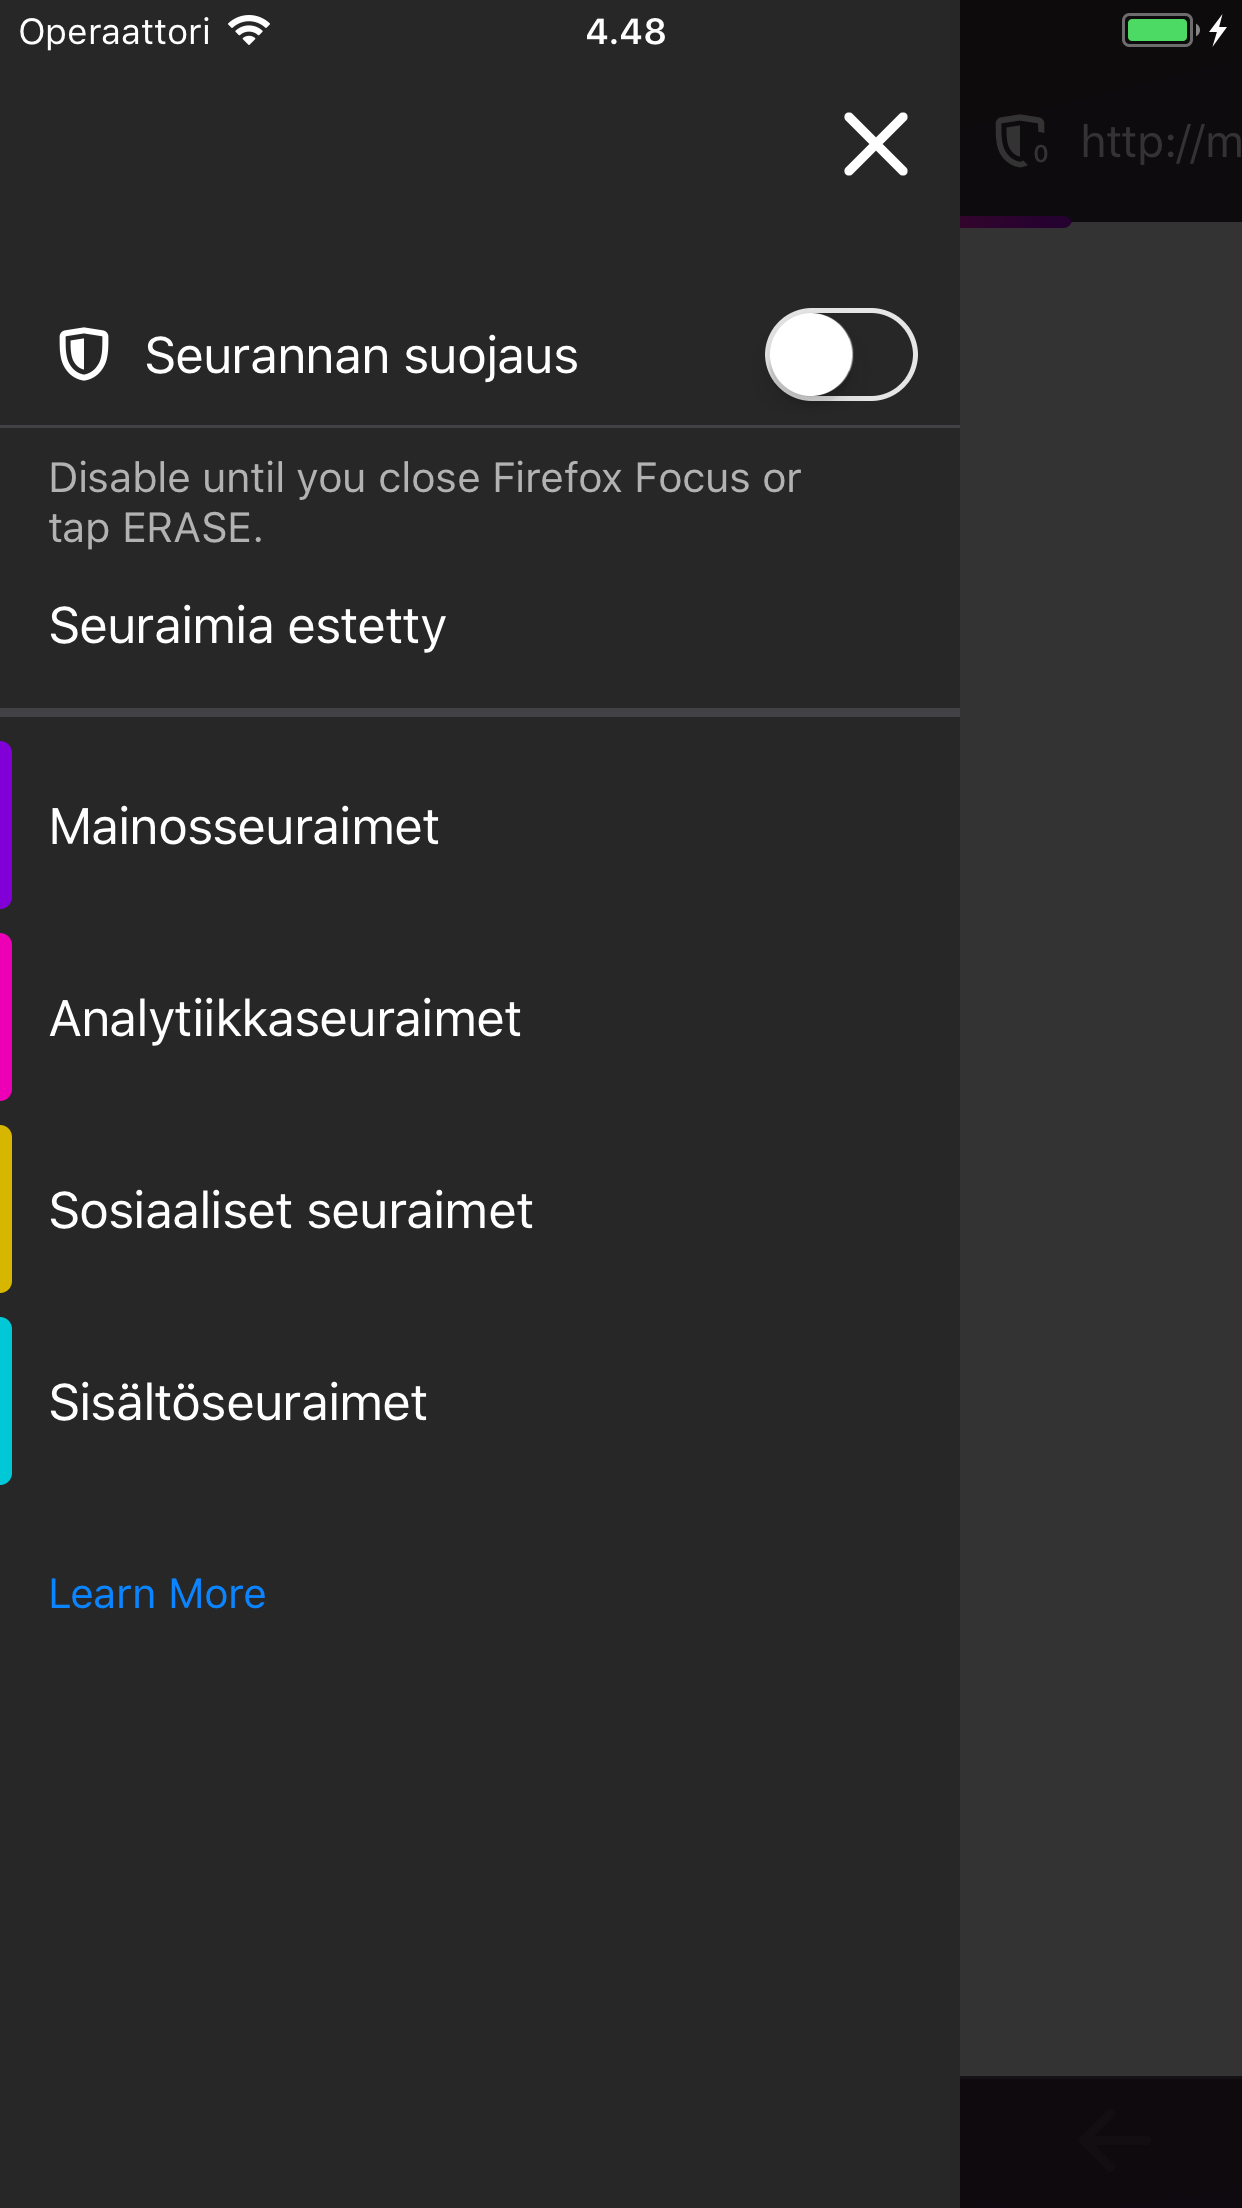 Operaattori
4.48
http://m
0
Seurannan suojaus
Disable until you close Firefox Focus or
tap ERASE.
Seuraimia estetty
Mainosseuraimet
Analytiikkaseuraimet
Sosiaaliset seuraimet
Sisältöseuraimet
Learn More